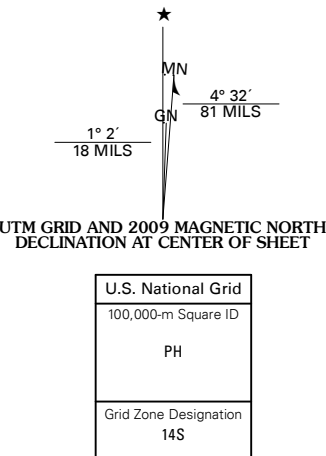 ★
MN
GN
4° 32´
81 MILS
1° 2´
18 MILS
UTM GRID AND 2009 MAGNETIC NORTH
DECLINATION AT CENTER OF SHEET
U.S. National Grid
100,000-m Square ID
PH
Grid Zone Designation
14S